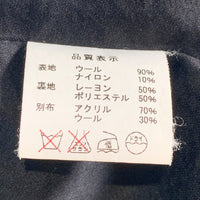 品質表示
表地 ウール 90%
ナイロン 10%
裏地 レーヨン 50%
ポリエステル 50%
別布 アクリル 70%
ウール 30%